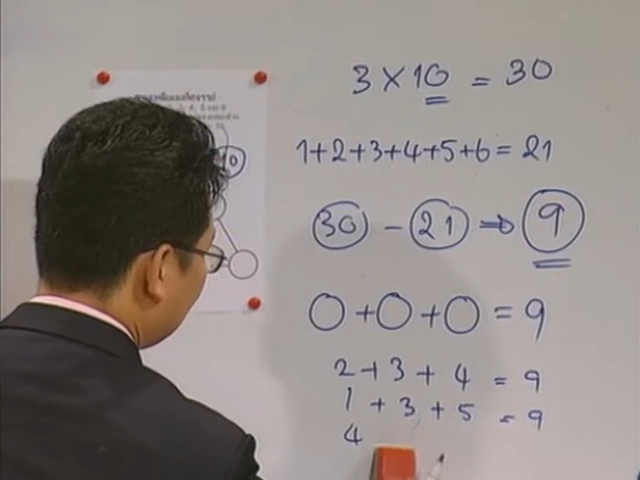 3 × 10 = 30
1+2+3+4+5+6 = 21
30 − 21 ⇒ 9
○ + ○ + ○ = 9
2 + 3 + 4 = 9
1 + 3 + 5 = 9
4
10